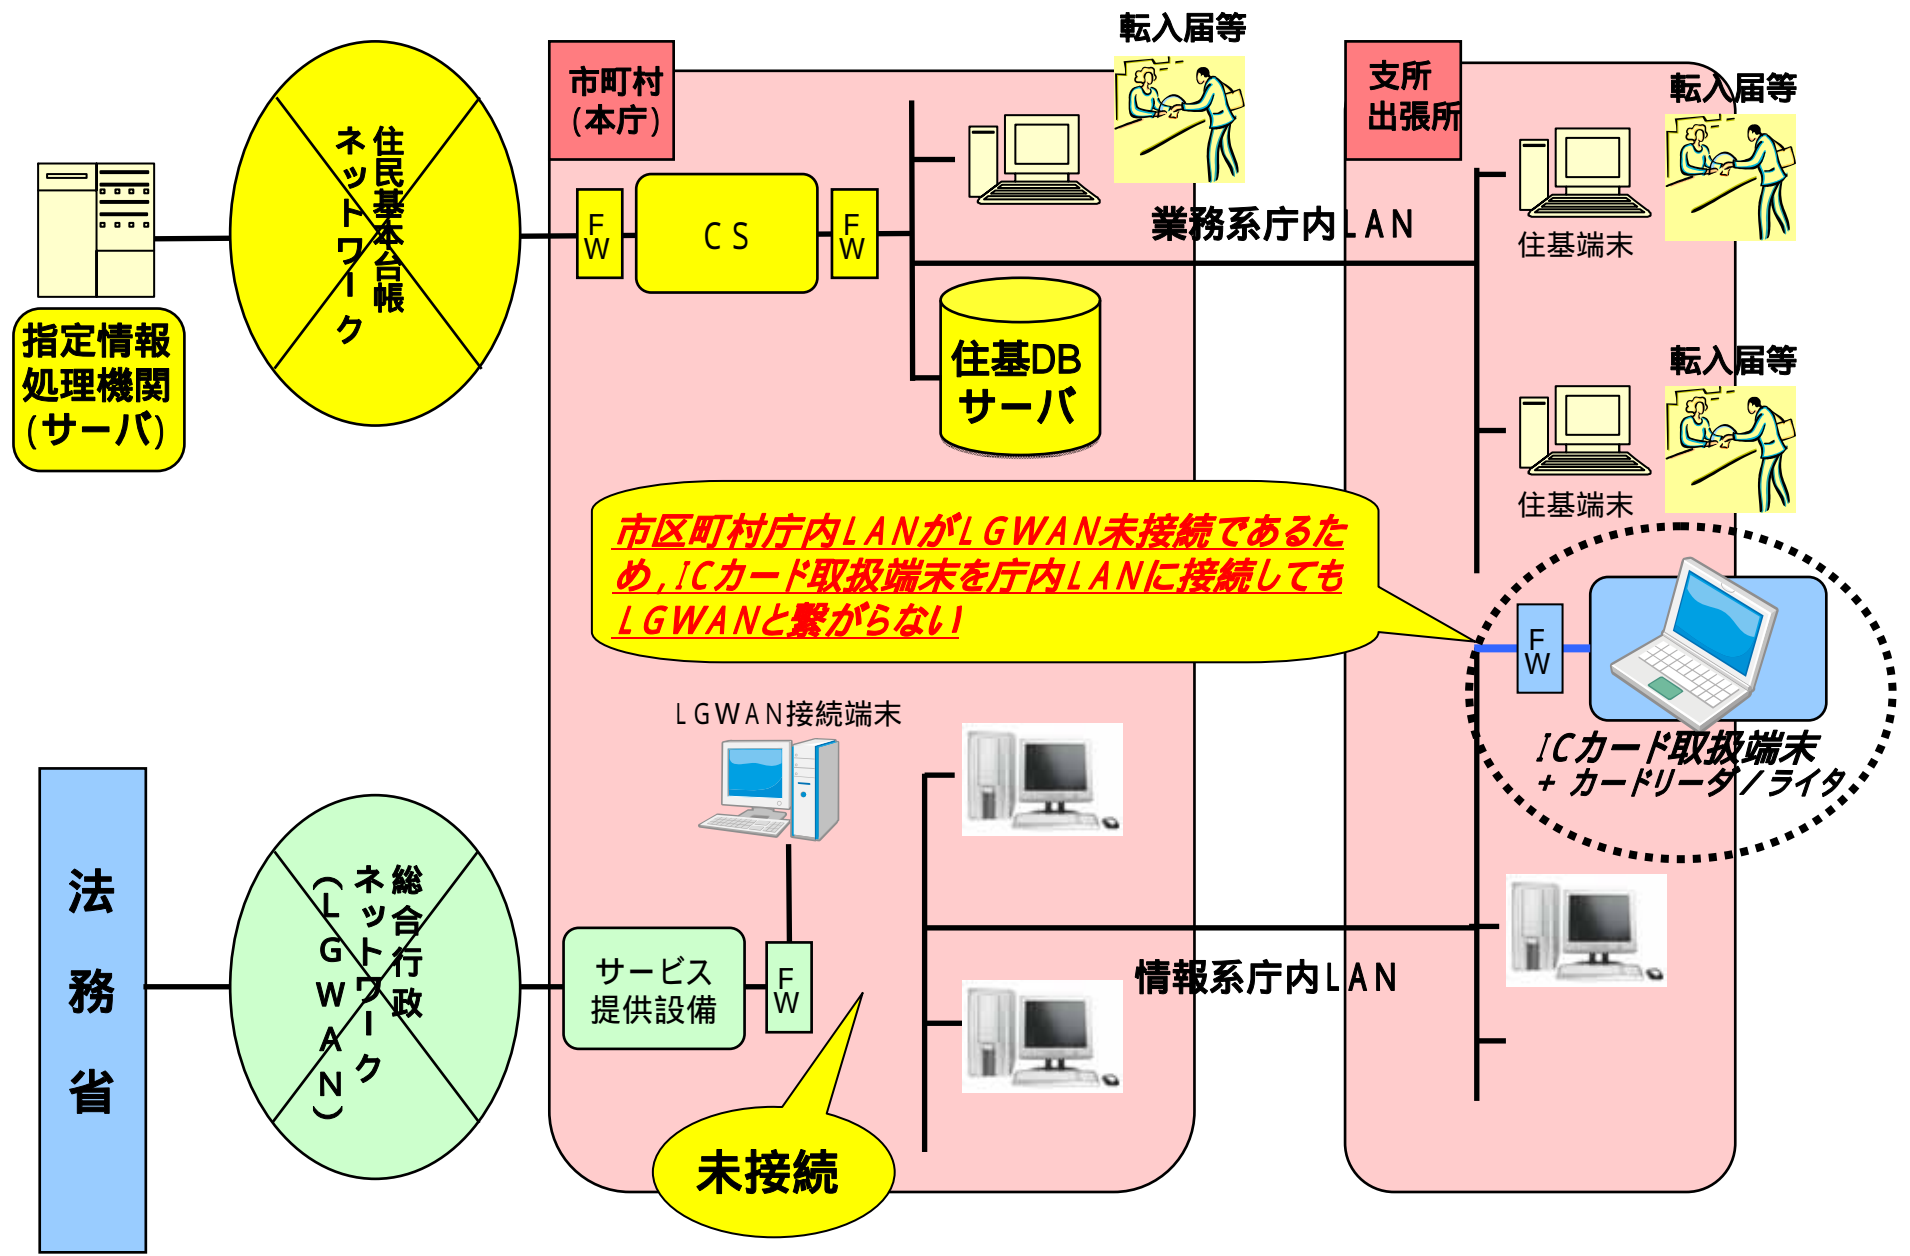 転入届等
市町村
(本庁)
支所
出張所
転入届等
住民基本台帳
ネットワーク
FW
CS
FW
業務系庁内LAN
住基端末
指定情報
処理機関
(サーバ)
住基DB
サーバ
転入届等
住基端末
市区町村庁内LANがLGWAN未接続であるた
め,ICカード取扱端末を庁内LANに接続しても
LGWANと繋がらない
FW
ICカード取扱端末
+ カードリーダ/ライタ
LGWAN接続端末
法務省
総合行政
ネットワーク
(LGWAN)
サービス
提供設備
FW
情報系庁内LAN
未接続